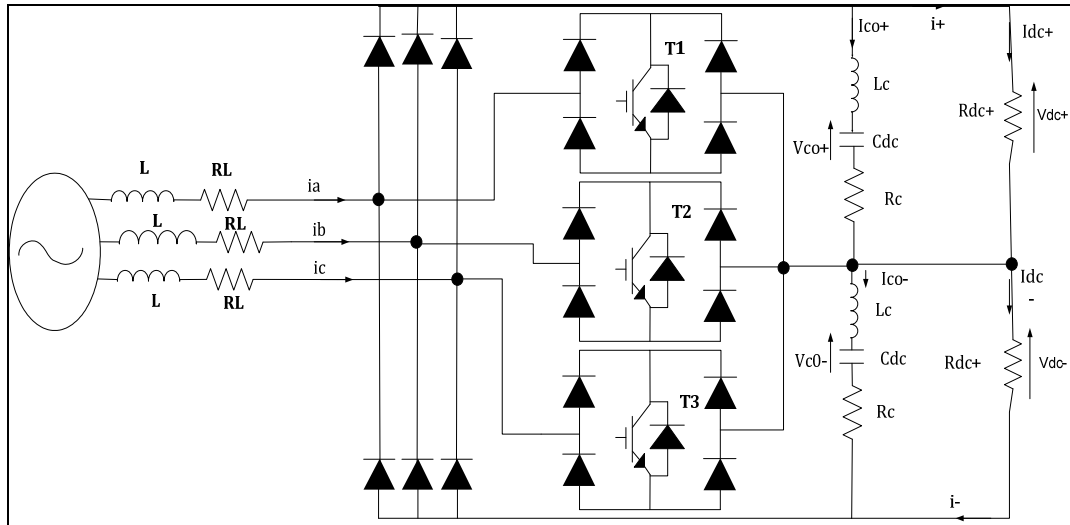 Ico+
i+
Idc+
T1
Lc
Rdc+
Vdc+
Vco+
Cdc
L
RL
ia
Rc
T2
L
RL
ib
Ico-
Idc
-
ic
L
RL
Lc
Vc0-
Cdc
Rdc+
Vdc-
T3
Rc
i-